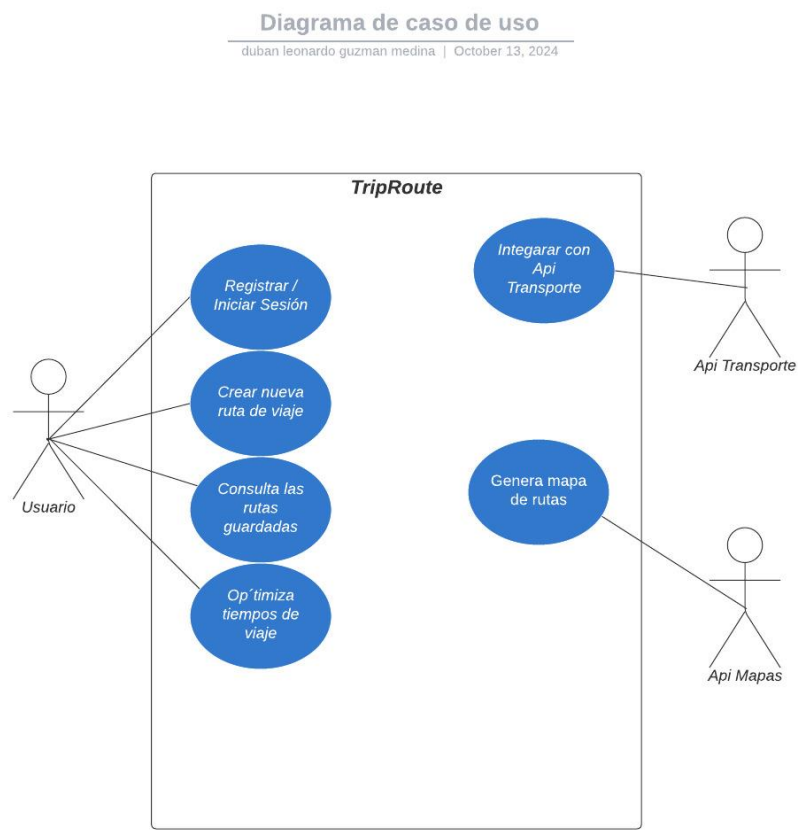 Diagrama de caso de uso
duban leonardo guzman medina | October 13, 2024
TripRoute
Registrar /
Iniciar Sesión
Crear nueva
ruta de viaje
Consulta las
rutas
guardadas
Op´timiza
tiempos de
viaje
Usuario
Integarar con
Api
Transporte
Api Transporte
Genera mapa
de rutas
Api Mapas